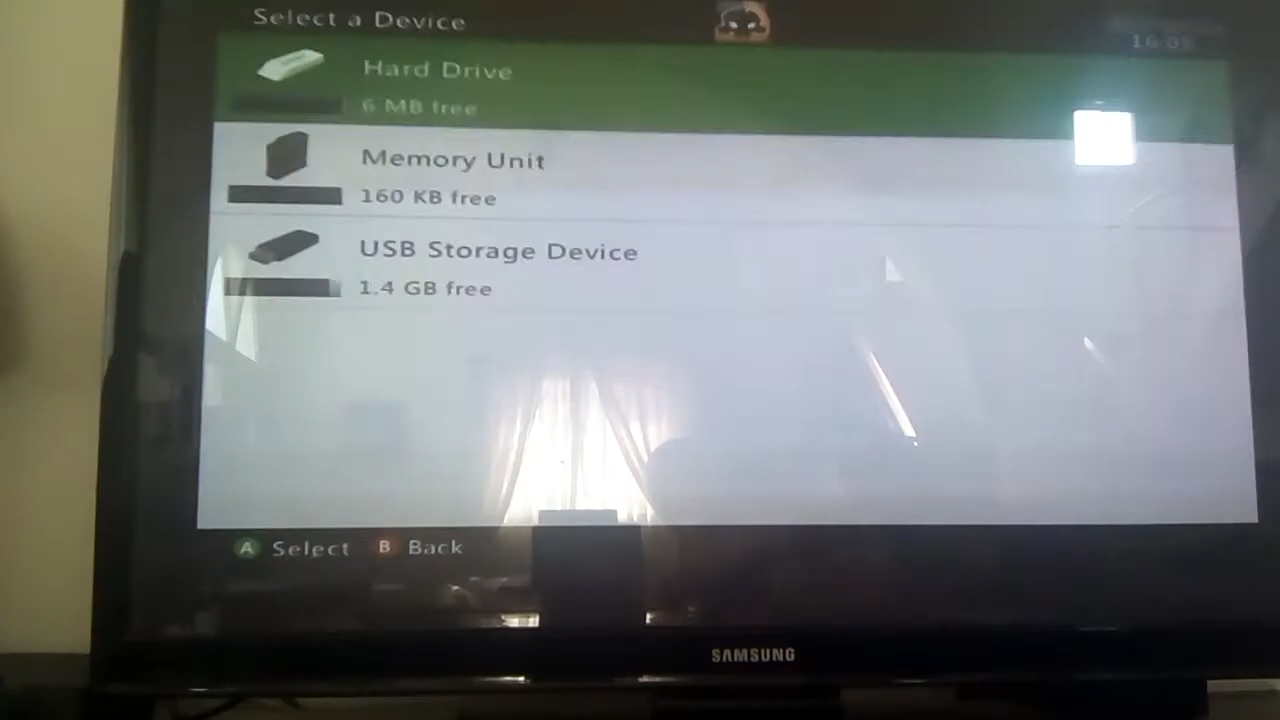 Select a Device
Hard Drive
6 MB free
Memory Unit
160 KB free
USB Storage Device
1.4 GB free
A Select B Back
SAMSUNG